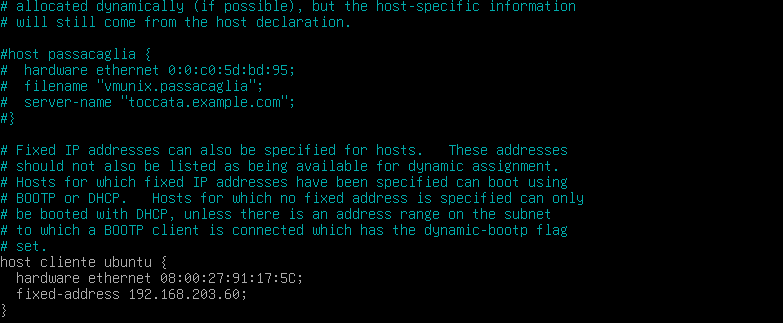 # allocated dynamically (if possible), but the host-specific information
# will still come from the host declaration.

#host passacaglia {
#  hardware ethernet 0:0:c0:5d:bd:95;
#  filename "vmunix.passacaglia";
#  server-name "toccata.example.com";
#}

# Fixed IP addresses can also be specified for hosts.   These addresses
# should not also be listed as being available for dynamic assignment.
# Hosts for which fixed IP addresses have been specified can boot using
# BOOTP or DHCP.   Hosts for which no fixed address is specified can only
# be booted with DHCP, unless there is an address range on the subnet
# to which a BOOTP client is connected which has the dynamic-bootp flag
# set.
host cliente ubuntu {
  hardware ethernet 08:00:27:91:17:5C;
  fixed-address 192.168.203.60;
}